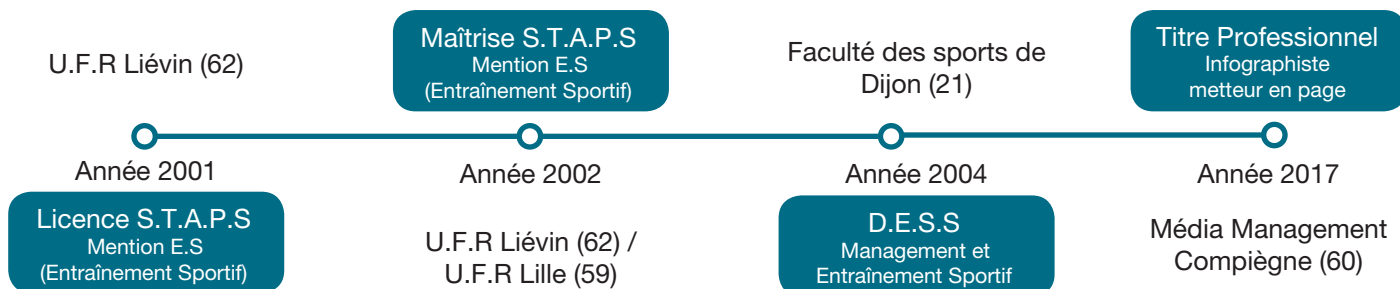 U.F.R Liévin (62)
Année 2001
Licence S.T.A.P.S
Mention E.S
(Entraînement Sportif)
Maîtrise S.T.A.P.S
Mention E.S
(Entraînement Sportif)
Année 2002
U.F.R Liévin (62) /
U.F.R Lille (59)
Faculté des sports de
Dijon (21)
Année 2004
D.E.S.S
Management et
Entraînement Sportif
Titre Professionnel
Infographiste
metteur en page
Année 2017
Média Management
Compiègne (60)